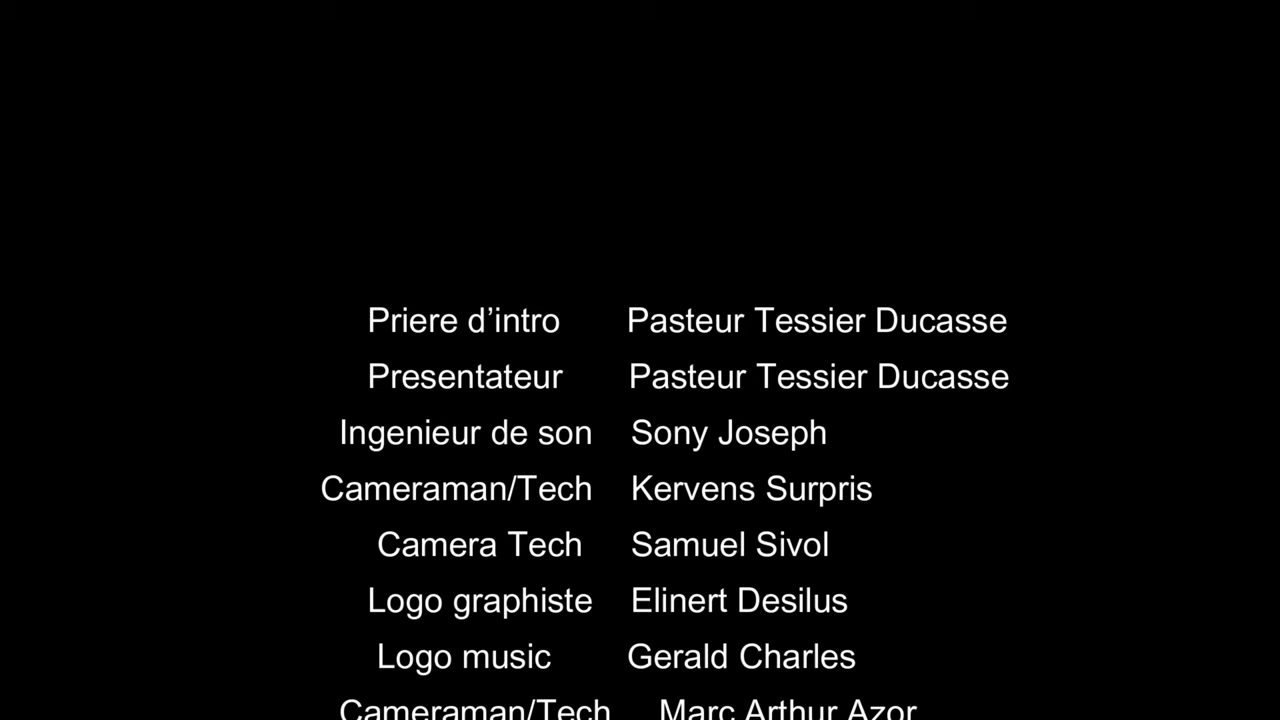 Priere d’intro Pasteur Tessier Ducasse
Presentateur Pasteur Tessier Ducasse
Ingenieur de son Sony Joseph
Cameraman/Tech Kervens Surpris
Camera Tech Samuel Sivol
Logo graphiste Elinert Desilus
Logo music Gerald Charles
Cameraman/Tech Marc Arthur Azor